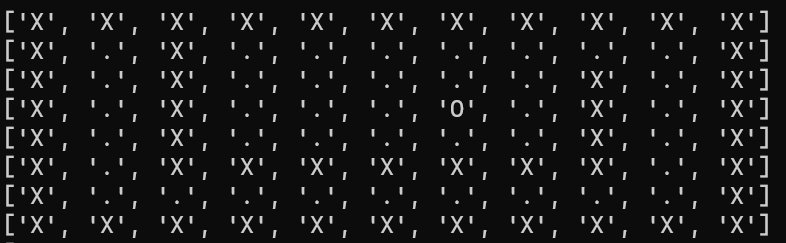 ['X', 'X', 'X', 'X', 'X', 'X', 'X', 'X', 'X', 'X', 'X']
['X', '.', 'X', '.', '.', '.', '.', '.', '.', '.', 'X']
['X', '.', 'X', '.', '.', '.', '.', '.', 'X', '.', 'X']
['X', '.', 'X', '.', '.', '.', 'O', '.', 'X', '.', 'X']
['X', '.', 'X', '.', '.', '.', '.', '.', 'X', '.', 'X']
['X', '.', 'X', 'X', 'X', 'X', 'X', 'X', 'X', '.', 'X']
['X', '.', '.', '.', '.', '.', '.', '.', '.', '.', 'X']
['X', 'X', 'X', 'X', 'X', 'X', 'X', 'X', 'X', 'X', 'X']